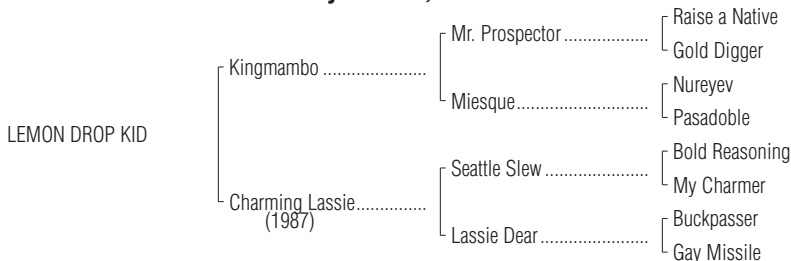 Raise a Native
Mr. Prospector ..................
Gold Digger
Kingmambo ......................
Nureyev
Miesque............................
Pasadoble
LEMON DROP KID
Bold Reasoning
Seattle Slew ......................
My Charmer
Charming Lassie...............
(1987)
Buckpasser
Lassie Dear.......................
Gay Missile